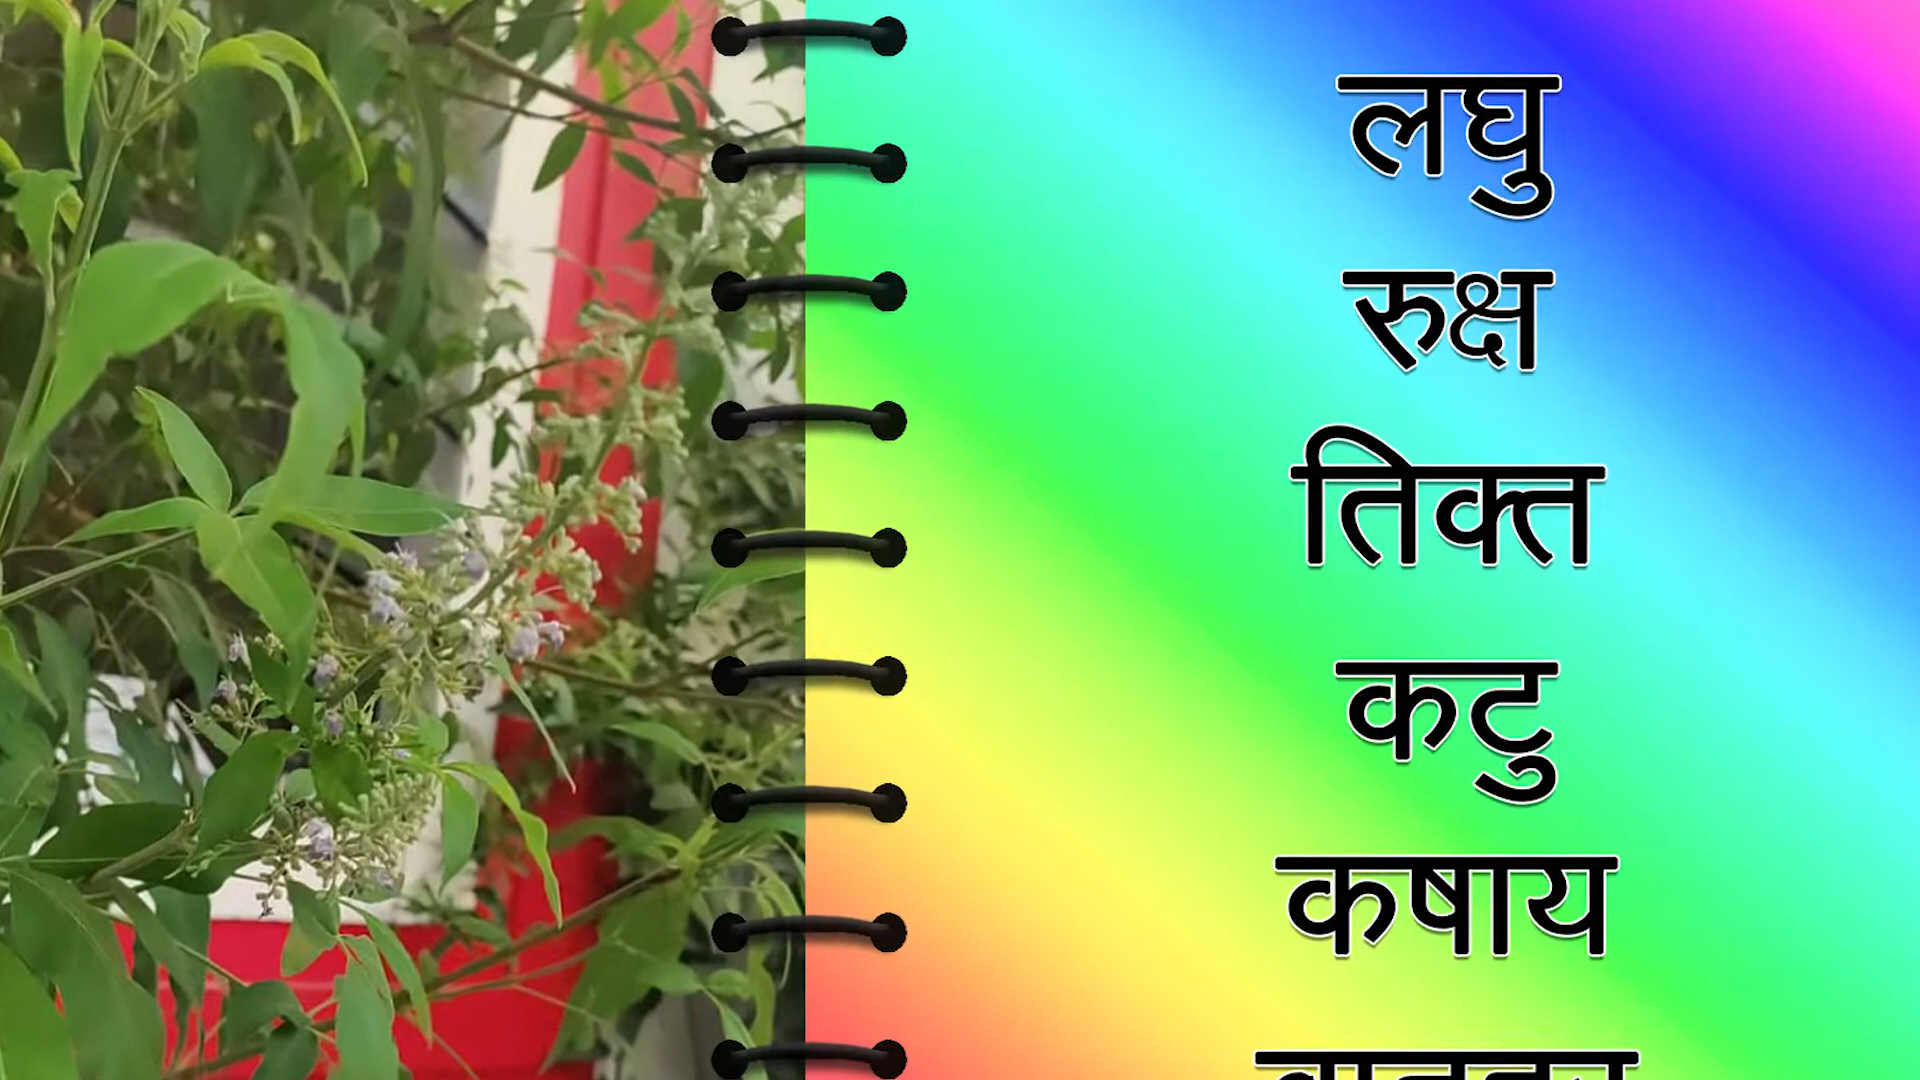 लघु
रुक्ष
तिक्त
कटु
कषाय